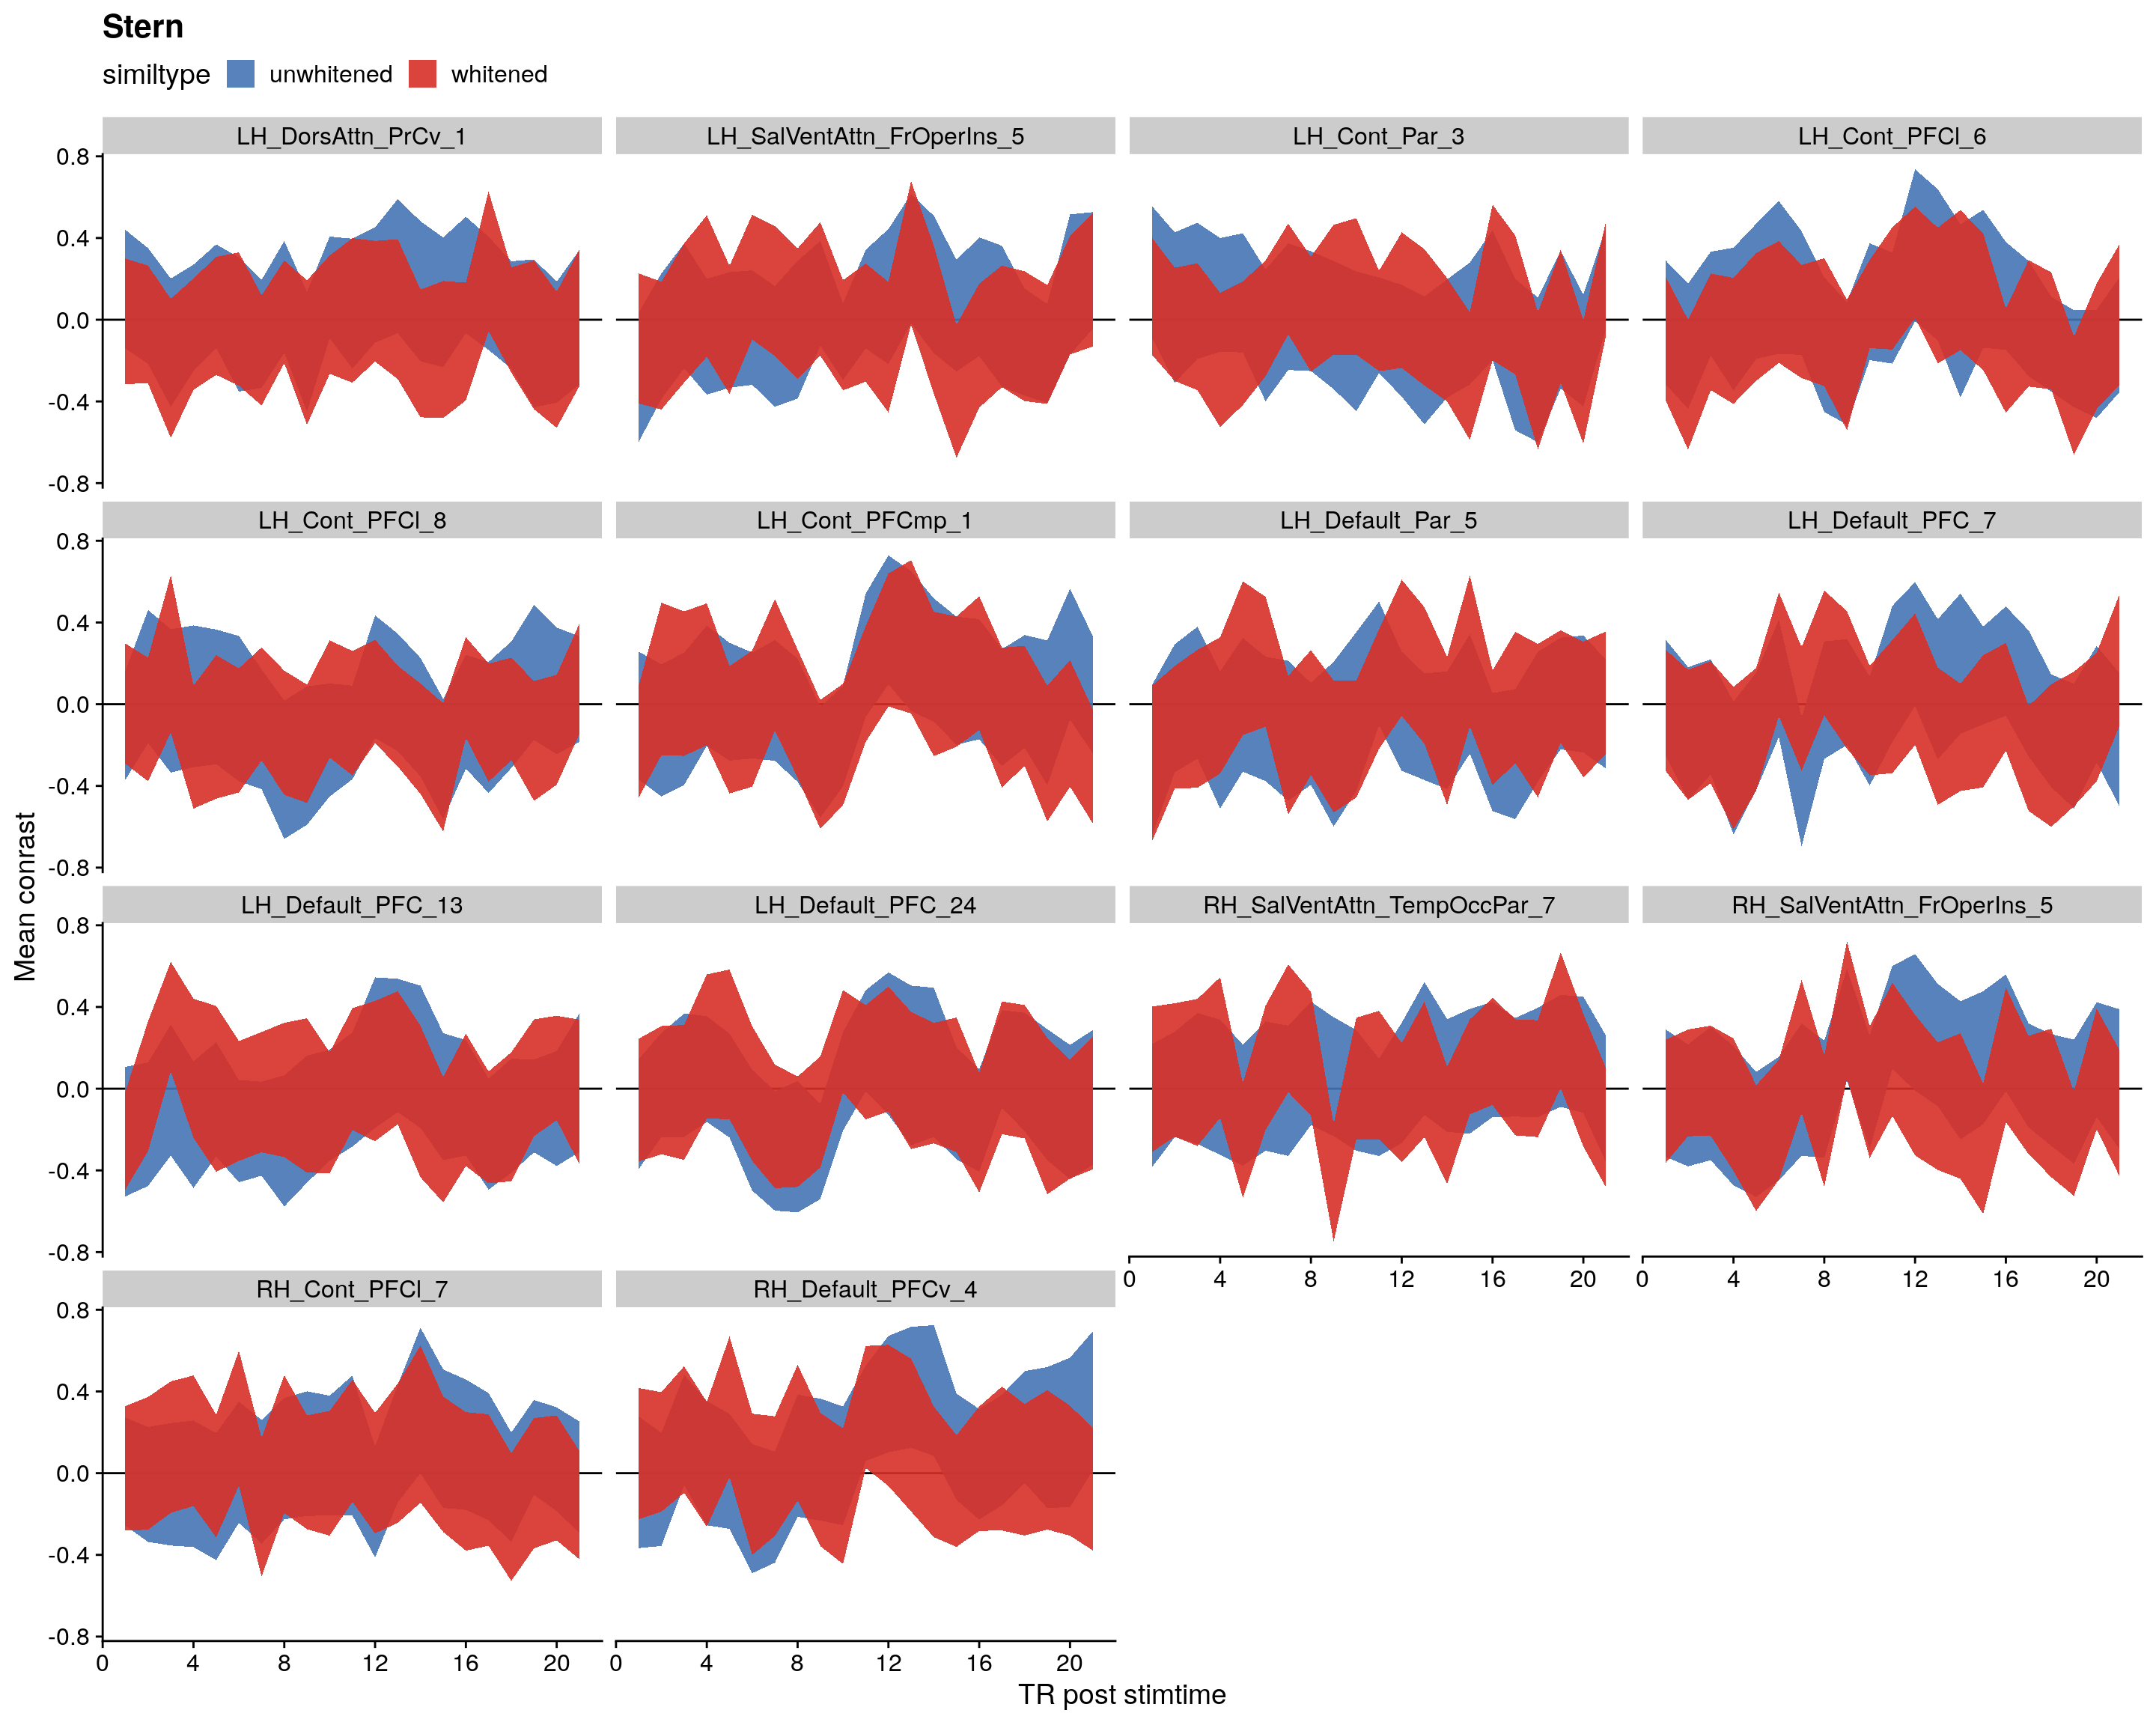 Stern
similtype unwhitened whitened
LH_DorsAttn_PrCv_1 LH_SalVentAttn_FrOperIns_5 LH_Cont_Par_3 LH_Cont_PFCl_6
0.8
0.4
0.0
-0.4
-0.8
LH_Cont_PFCl_8 LH_Cont_PFCmp_1 LH_Default_Par_5 LH_Default_PFC_7
0.8
0.4
0.0
-0.4
-0.8
Mean conrast
LH_Default_PFC_13 LH_Default_PFC_24 RH_SalVentAttn_TempOccPar_7 RH_SalVentAttn_FrOperIns_5
0.8
0.4
0.0
-0.4
-0.8
0 4 8 12 16 20 0 4 8 12 16 20
RH_Cont_PFCl_7 RH_Default_PFCv_4
0.8
0.4
0.0
-0.4
-0.8
0 4 8 12 16 20 0 4 8 12 16 20
TR post stimtime